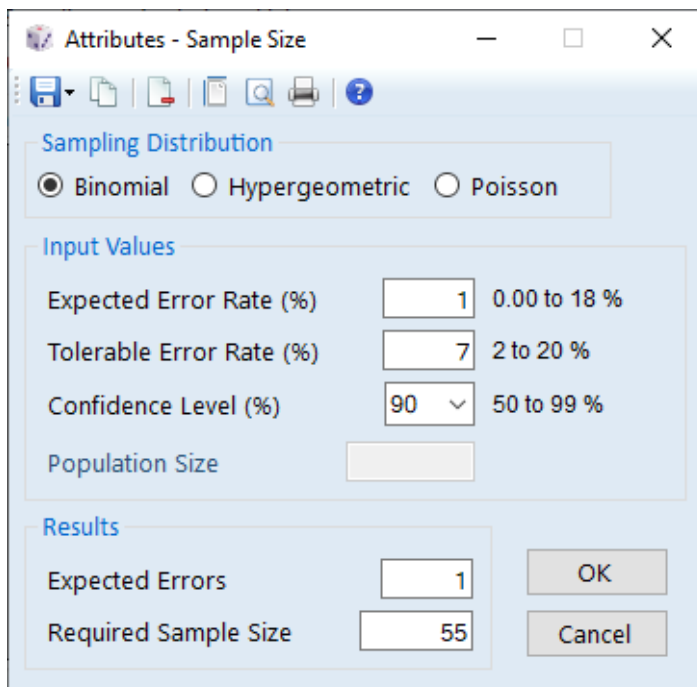 Attributes - Sample Size
Sampling Distribution
Binomial Hypergeometric Poisson
Input Values
Expected Error Rate (%) 1 0.00 to 18 %
Tolerable Error Rate (%) 7 2 to 20 %
Confidence Level (%) 90 50 to 99 %
Population Size
Results
Expected Errors 1 OK
Required Sample Size 55 Cancel